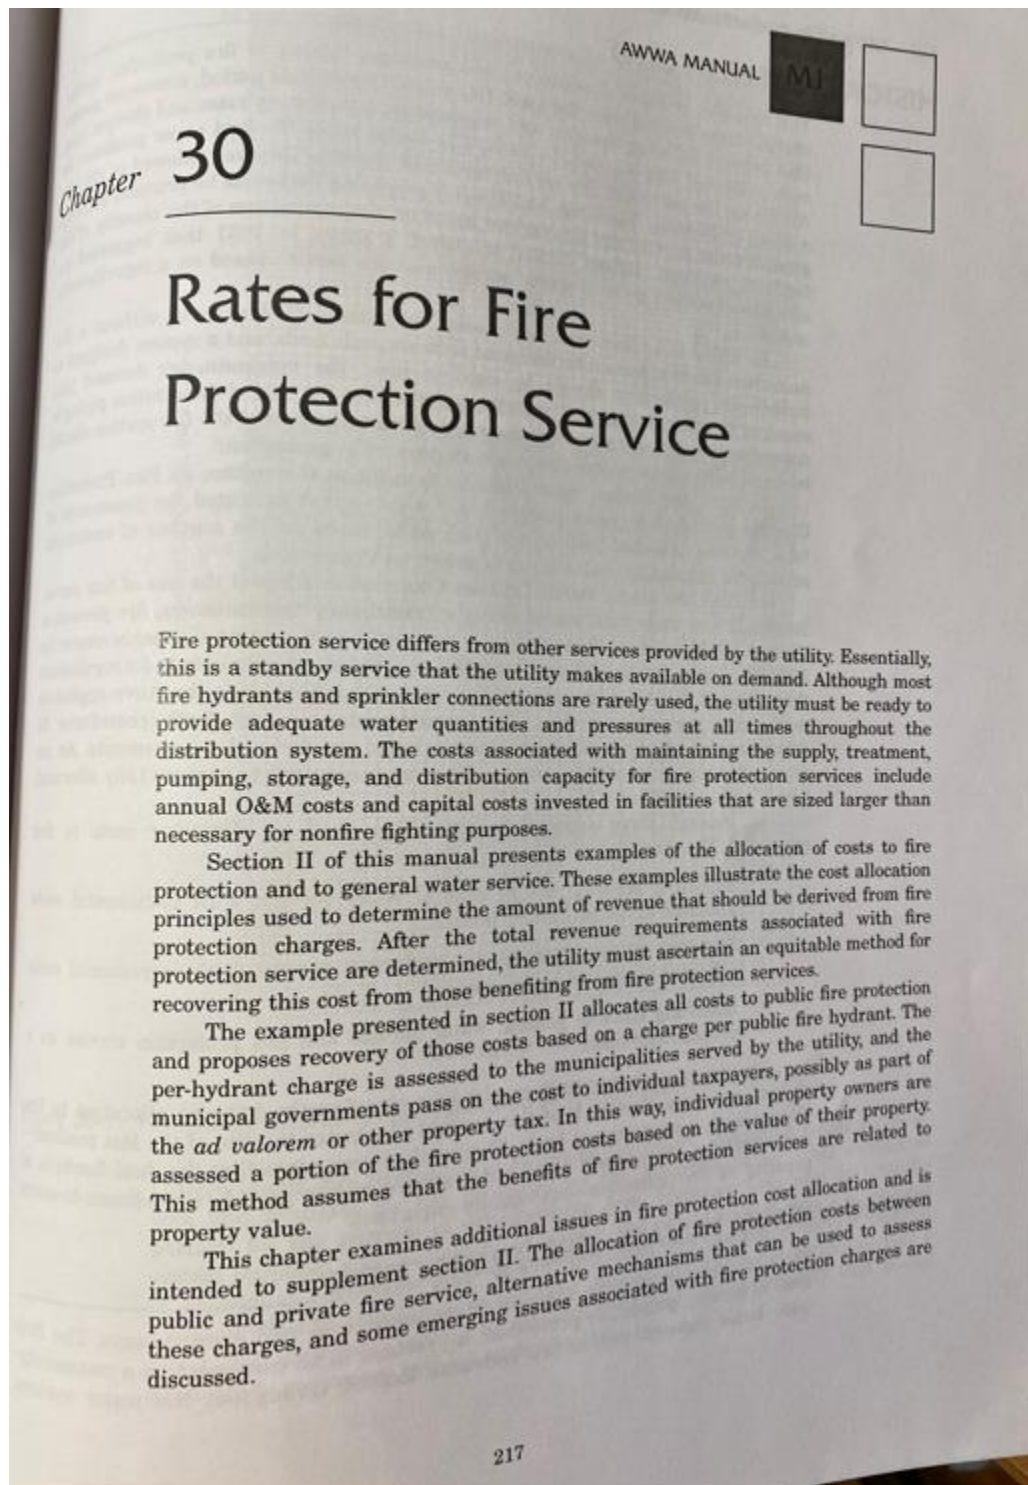 AWWA MANUAL M1
Chapter 30
Rates for Fire
Protection Service
Fire protection service differs from other services provided by the utility. Essentially,
this is a standby service that the utility makes available on demand. Although most
fire hydrants and sprinkler connections are rarely used, the utility must be ready to
provide adequate water quantities and pressures at all times throughout the
distribution system. The costs associated with maintaining the supply, treatment,
pumping, storage, and distribution capacity for fire protection services include
annual O&M costs and capital costs invested in facilities that are sized larger than
necessary for nonfire fighting purposes.
Section II of this manual presents examples of the allocation of costs to fire
protection and to general water service. These examples illustrate the cost allocation
principles used to determine the amount of revenue that should be derived from fire
protection charges. After the total revenue requirements associated with fire
protection service are determined, the utility must ascertain an equitable method for
recovering this cost from those benefiting from fire protection services.
The example presented in section II allocates all costs to public fire protection
and proposes recovery of those costs based on a charge per public fire hydrant. The
per-hydrant charge is assessed to the municipalities served by the utility, and the
municipal governments pass on the cost to individual taxpayers, possibly as part of
the ad valorem or other property tax. In this way, individual property owners are
assessed a portion of the fire protection costs based on the value of their property.
This method assumes that the benefits of fire protection services are related to
property value.
This chapter examines additional issues in fire protection cost allocation and is
intended to supplement section II. The allocation of fire protection costs between
public and private fire service, alternative mechanisms that can be used to assess
these charges, and some emerging issues associated with fire protection charges are
discussed.
217